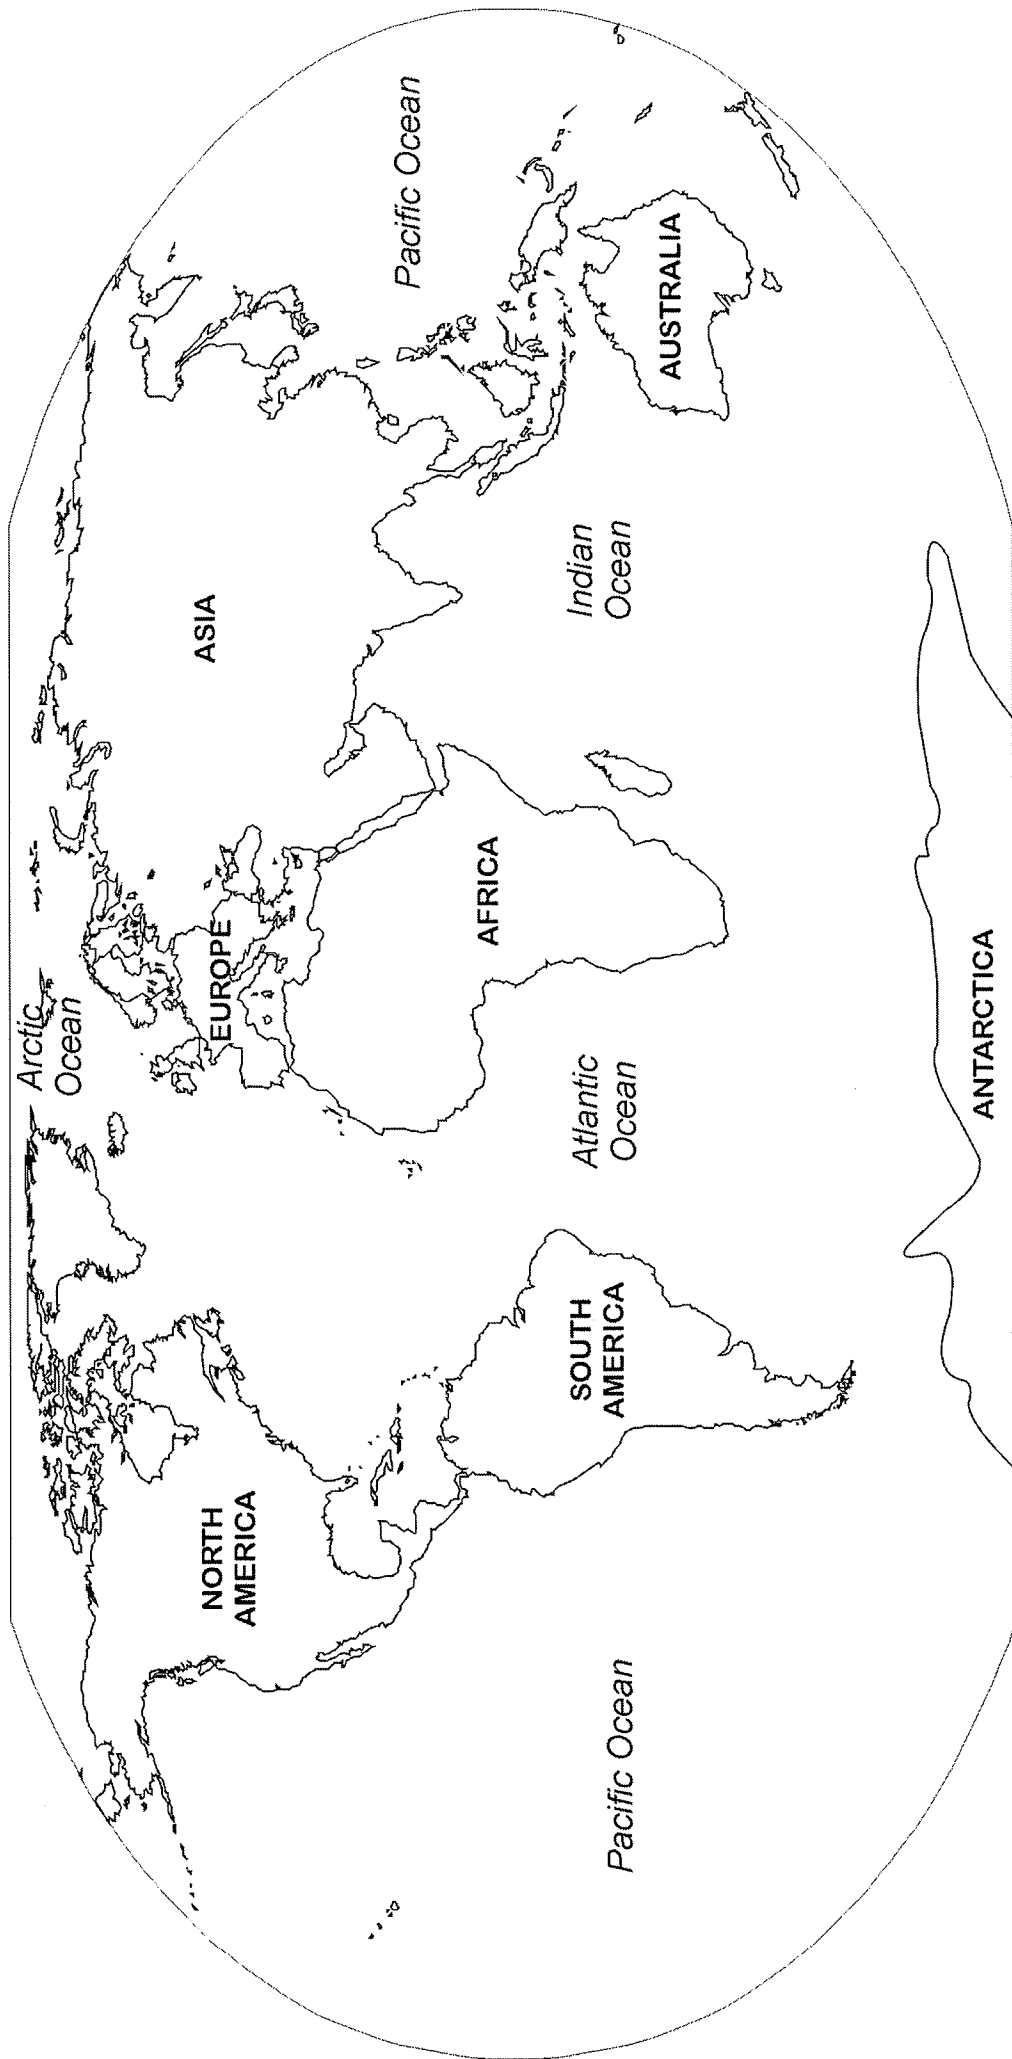 Arctic
Ocean
NORTH
AMERICA
EUROPE
ASIA
Pacific Ocean
AFRICA
Atlantic
Ocean
Indian
Ocean
SOUTH
AMERICA
Pacific Ocean
AUSTRALIA
ANTARCTICA